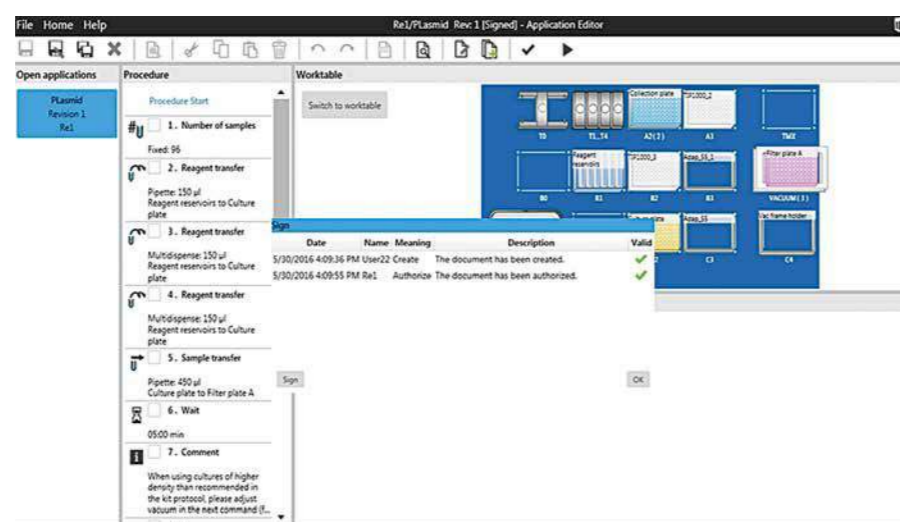 File Home Help
Re1/PLasmid Rev: 1 [Signed] - Application Editor
Open applications
Procedure
Worktable
PLasmid
Revision 1
Re1
Procedure Start
1. Number of samples
Fixed: 96
2. Reagent transfer
Pipette: 150 µl
Reagent reservoirs to Culture
plate
3. Reagent transfer
Multidispense: 150 µl
Reagent reservoirs to Culture
plate
4. Reagent transfer
Multidispense: 150 µl
Reagent reservoirs to Culture
plate
5. Sample transfer
Pipette: 450 µl
Culture plate to Filter plate A
6. Wait
05:00 min
7. Comment
When using cultures of higher
density than recommended in
the kit protocol, please adjust
vacuum in the next command (f...
Switch to worktable
Collection plate
TIP1000_2
T0
T1_T4
A2(2)
A3
TMX
Reagent
reservoirs
TIP1000_3
Adap_SS_1
Filter plate A
B0
B1
B2
B3
VACUUM(3)
Adap_SS
Vac frame holder
C3
C4
Sign
Date Name Meaning Description Valid
5/30/2016 4:09:36 PM User22 Create The document has been created.
5/30/2016 4:09:55 PM Re1 Authorize The document has been authorized.
Sign
OK